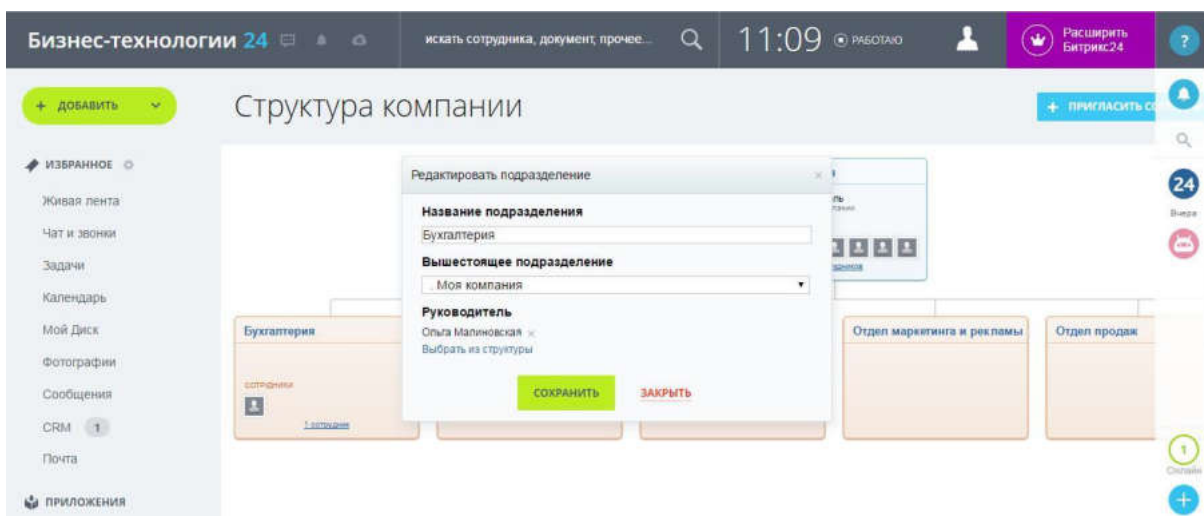 Бизнес-технологии 24
искать сотрудника, документ, прочее...
11:09 РАБОТАЮ
Расширить
Битрикс24
?
+ ДОБАВИТЬ
Структура компании
+ ПРИГЛАСИТЬ СО
ИЗБРАННОЕ
Живая лента
Чат и звонки
Задачи
Календарь
Мой Диск
Фотографии
Сообщения
CRM 1
Почта
ПРИЛОЖЕНИЯ
Редактировать подразделение
Название подразделения
Бухгалтерия
Вышестоящее подразделение
. Моя компания
Руководитель
Ольга Малиновская
Выбрать из структуры
СОХРАНИТЬ ЗАКРЫТЬ
Бухгалтерия
СОТРУДНИКИ
1 сотрудник
Отдел маркетинга и рекламы
Отдел продаж
24
Вчера
1
Онлайн